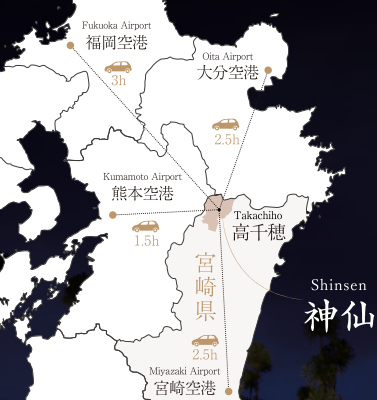 Fukuoka Airport
福岡空港
3h
Oita Airport
大分空港
2.5h
Kumamoto Airport
熊本空港
1.5h
Takachiho
高千穂
宮崎県
Shinsen
神仙
2.5h
Miyazaki Airport
宮崎空港